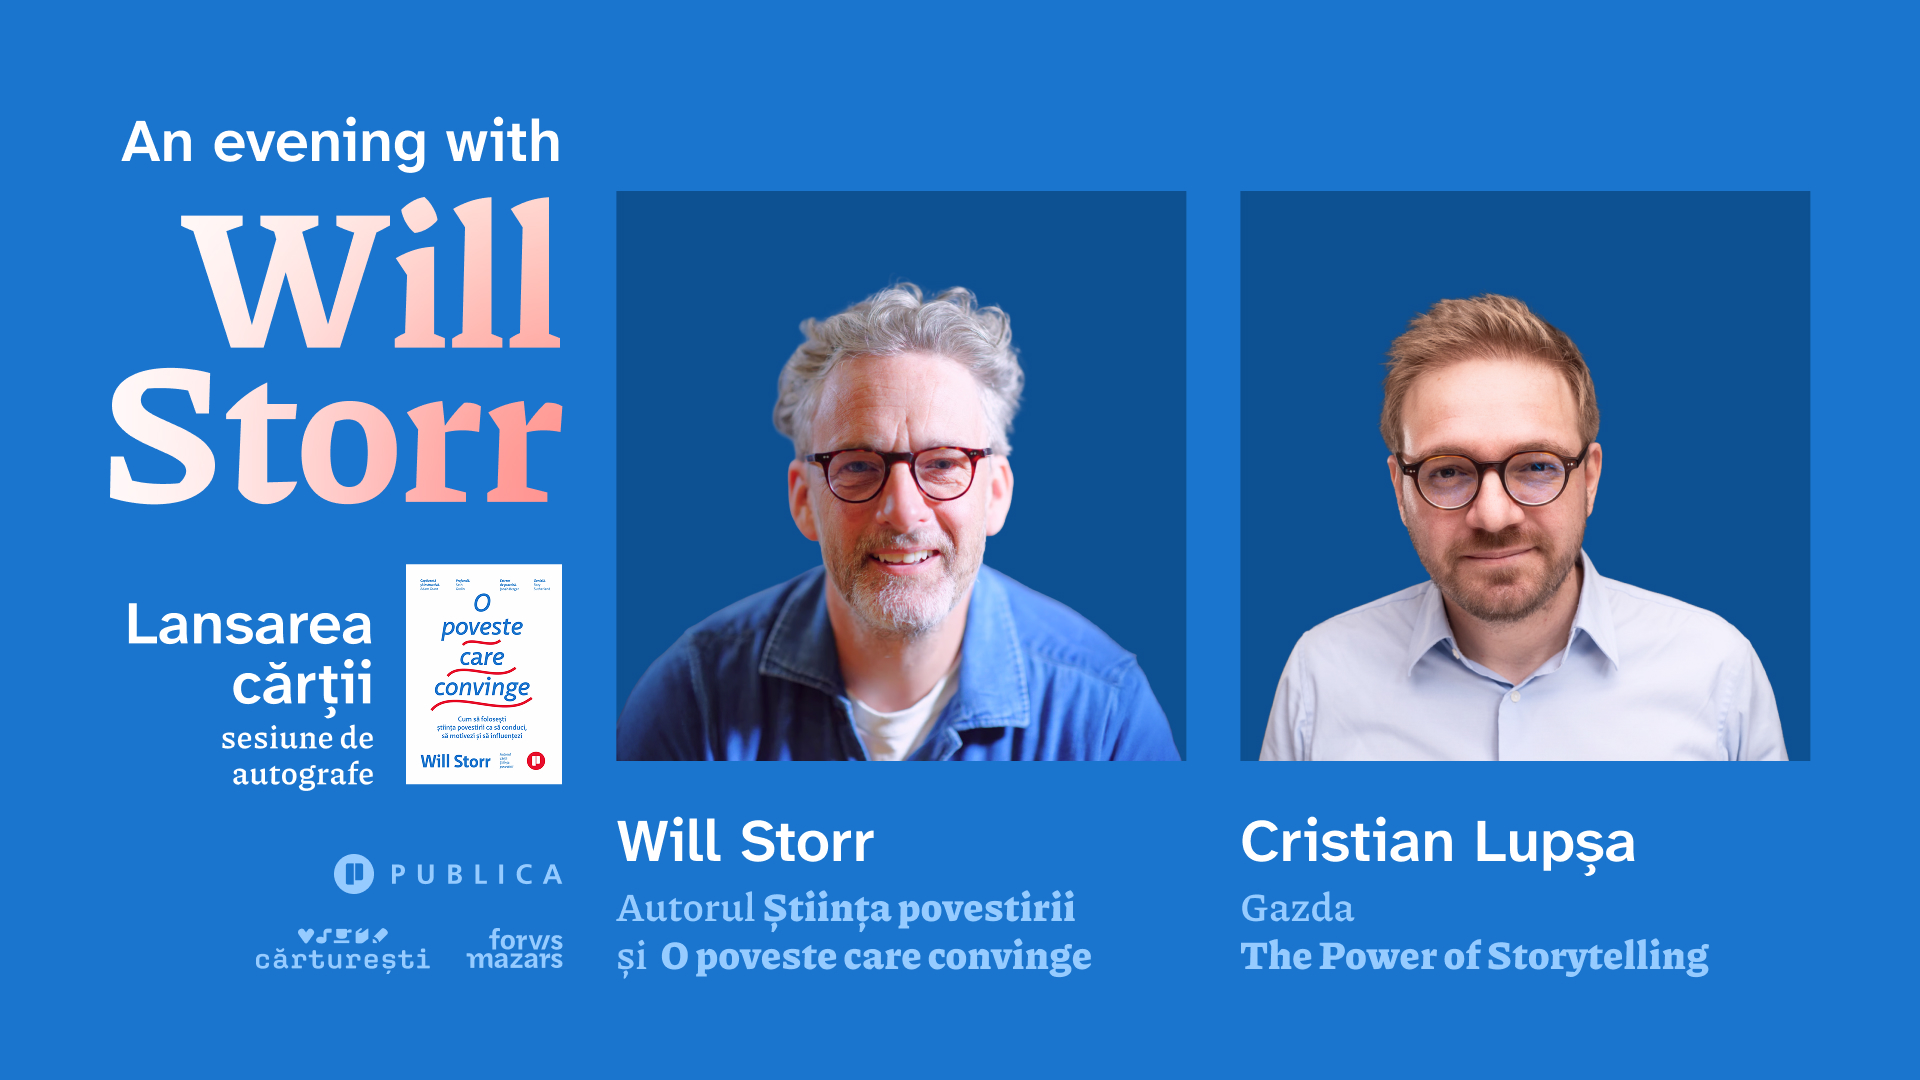 An evening with
Will
Storr
Lansarea
cărții
sesiune de
autografe
O
poveste
care
convinge
Cum să folosești
știința povestirii ca să conduci,
să motivezi și să influențezi
Will Storr
PUBLICA
cărturești
forvis
mazars
Will Storr
Autorul Știința povestirii
și O poveste care convinge
Cristian Lupșa
Gazda
The Power of Storytelling